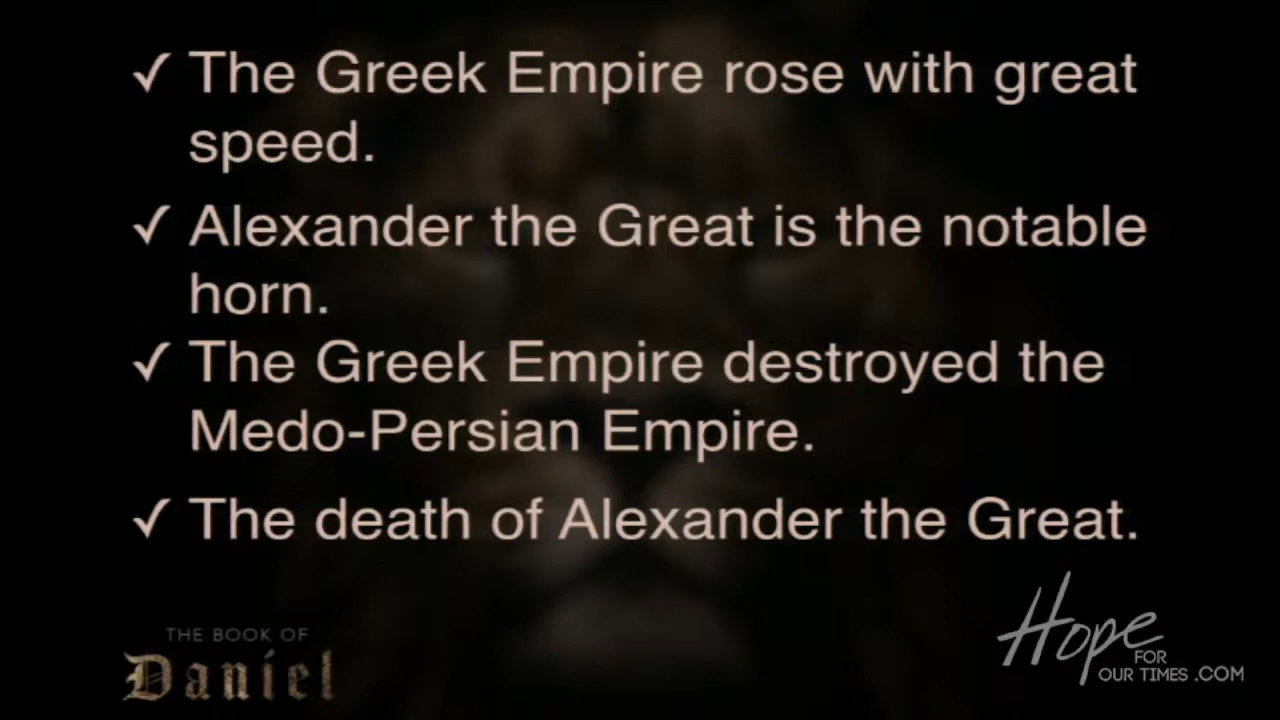 ✓ The Greek Empire rose with great
speed.
✓ Alexander the Great is the notable
horn.
✓ The Greek Empire destroyed the
Medo-Persian Empire.
✓ The death of Alexander the Great.
THE BOOK OF
Daniel
Hope
FOR
OUR TIMES .COM